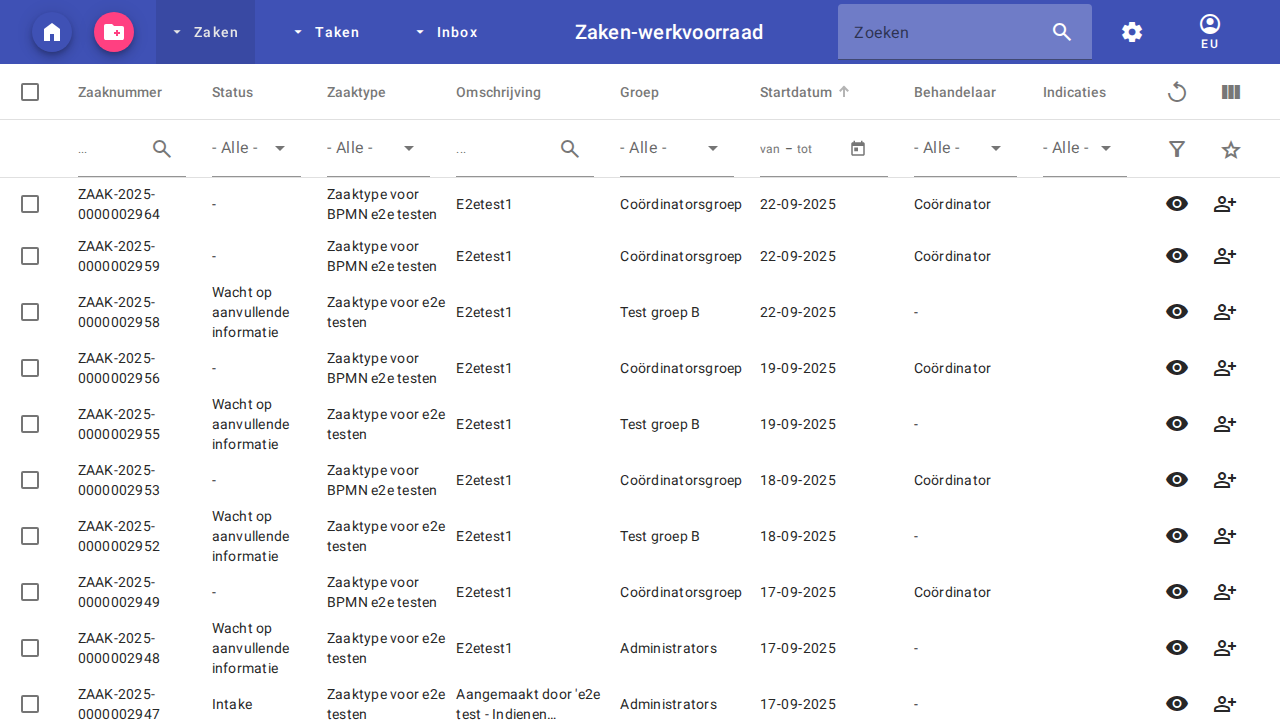 Zaken Taken Inbox Zaken-werkvoorraad Zoeken EU
Zaaknummer Status Zaaktype Omschrijving Groep Startdatum Behandelaar Indicaties
... - Alle - - Alle - ... - Alle - van – tot - Alle - - Alle -
ZAAK-2025-
0000002964
-
Zaaktype voor
BPMN e2e testen
E2etest1
Coördinatorsgroep
22-09-2025
Coördinator
ZAAK-2025-
0000002959
-
Zaaktype voor
BPMN e2e testen
E2etest1
Coördinatorsgroep
22-09-2025
Coördinator
ZAAK-2025-
0000002958
Wacht op
aanvullende
informatie
Zaaktype voor e2e
testen
E2etest1
Test groep B
22-09-2025
-
ZAAK-2025-
0000002956
-
Zaaktype voor
BPMN e2e testen
E2etest1
Coördinatorsgroep
19-09-2025
Coördinator
ZAAK-2025-
0000002955
Wacht op
aanvullende
informatie
Zaaktype voor e2e
testen
E2etest1
Test groep B
19-09-2025
-
ZAAK-2025-
0000002953
-
Zaaktype voor
BPMN e2e testen
E2etest1
Coördinatorsgroep
18-09-2025
Coördinator
ZAAK-2025-
0000002952
Wacht op
aanvullende
informatie
Zaaktype voor e2e
testen
E2etest1
Test groep B
18-09-2025
-
ZAAK-2025-
0000002949
-
Zaaktype voor
BPMN e2e testen
E2etest1
Coördinatorsgroep
17-09-2025
Coördinator
ZAAK-2025-
0000002948
Wacht op
aanvullende
informatie
Zaaktype voor e2e
testen
E2etest1
Administrators
17-09-2025
-
ZAAK-2025-
0000002947
Intake
Zaaktype voor e2e
testen
Aangemaakt door 'e2e
test - Indienen...
Administrators
17-09-2025
-